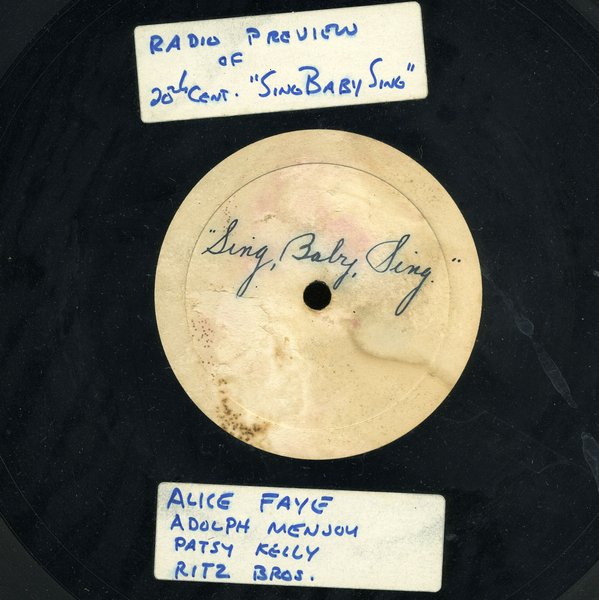 RADIO PREVIEW
OF
20th CENT. "SING BABY SING"
"Sing, Baby, Sing."
ALICE FAYE
ADOLPH MENJOU
PATSY KELLY
RITZ BROS.